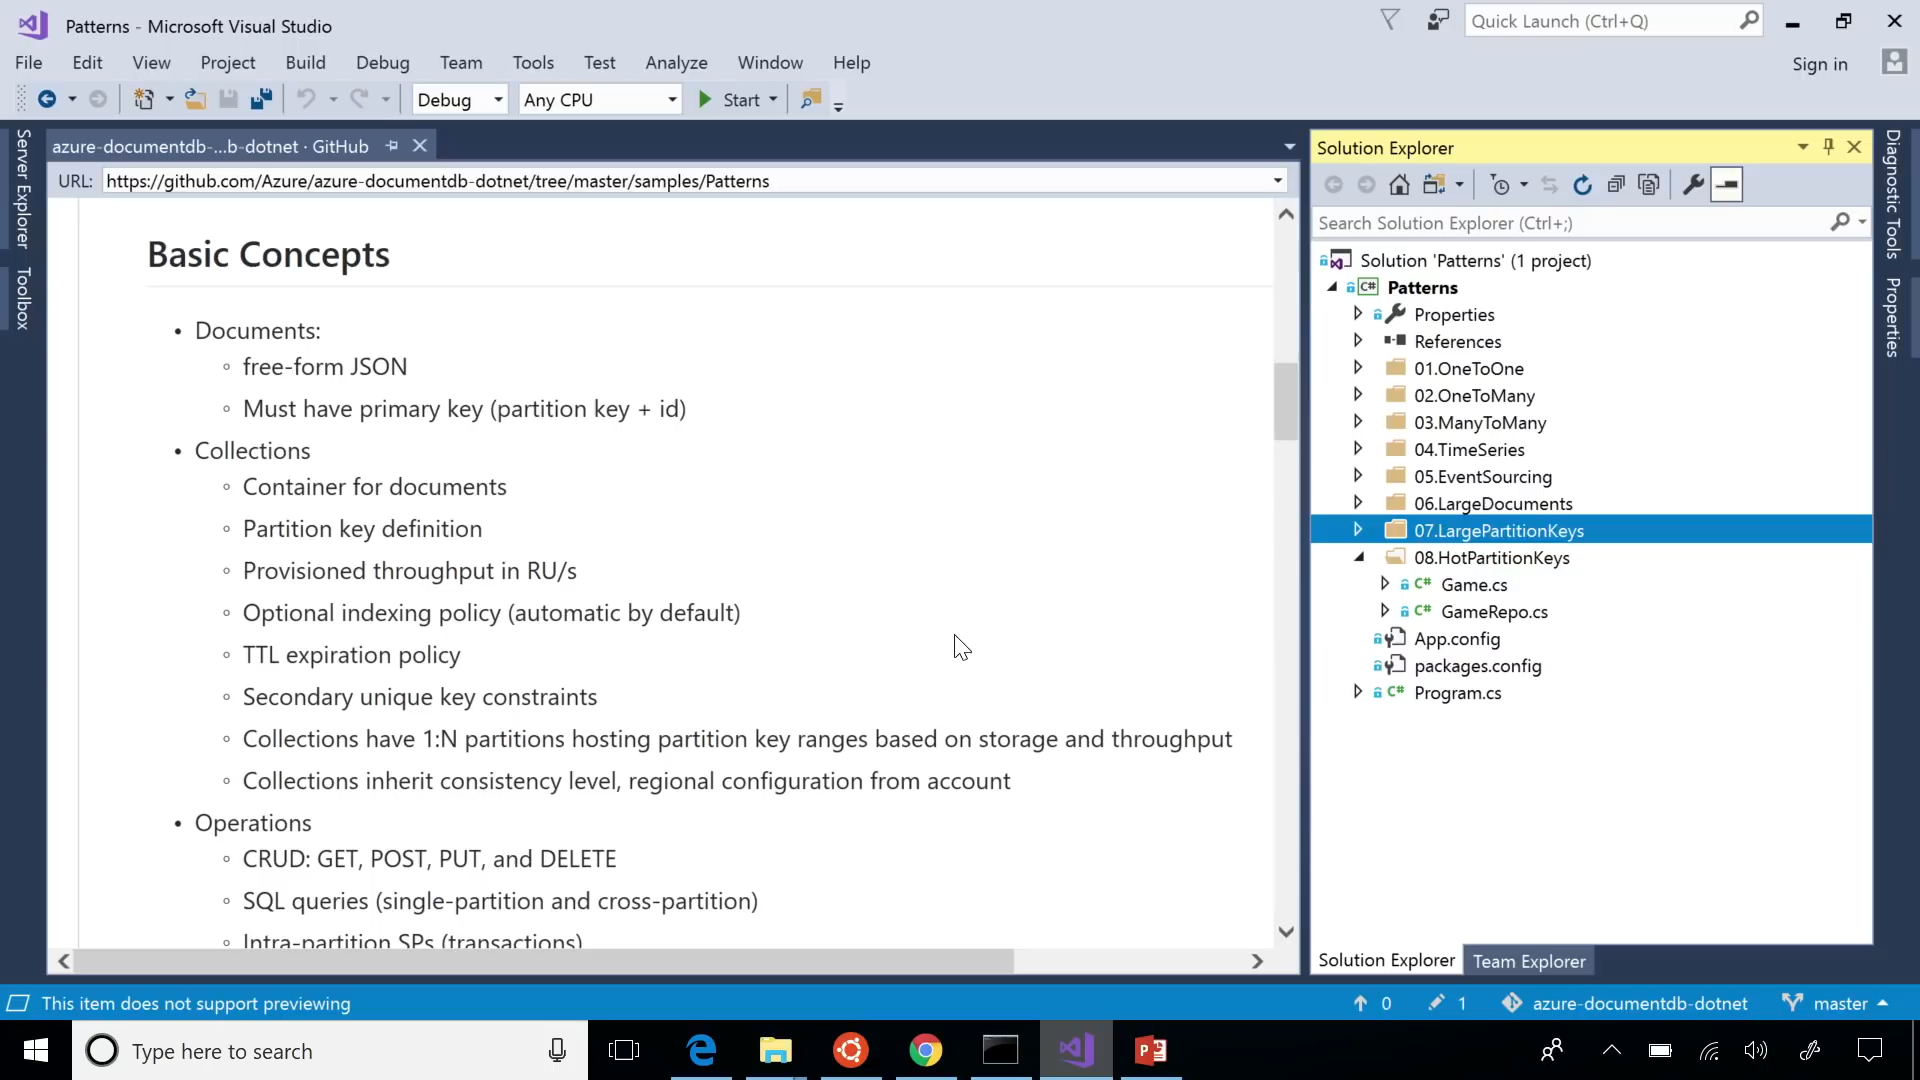 Patterns - Microsoft Visual Studio
Quick Launch (Ctrl+Q)
File Edit View Project Build Debug Team Tools Test Analyze Window Help
Sign in
Debug Any CPU Start
Server Explorer
Toolbox
azure-documentdb-...b-dotnet · GitHub
URL: https://github.com/Azure/azure-documentdb-dotnet/tree/master/samples/Patterns
Basic Concepts
• Documents:
◦ free-form JSON
◦ Must have primary key (partition key + id)
• Collections
◦ Container for documents
◦ Partition key definition
◦ Provisioned throughput in RU/s
◦ Optional indexing policy (automatic by default)
◦ TTL expiration policy
◦ Secondary unique key constraints
◦ Collections have 1:N partitions hosting partition key ranges based on storage and throughput
◦ Collections inherit consistency level, regional configuration from account
• Operations
◦ CRUD: GET, POST, PUT, and DELETE
◦ SQL queries (single-partition and cross-partition)
◦ Intra-partition SPs (transactions)
Solution Explorer
Search Solution Explorer (Ctrl+;)
Solution 'Patterns' (1 project)
C# Patterns
Properties
References
01.OneToOne
02.OneToMany
03.ManyToMany
04.TimeSeries
05.EventSourcing
06.LargeDocuments
07.LargePartitionKeys
08.HotPartitionKeys
C# Game.cs
C# GameRepo.cs
App.config
packages.config
C# Program.cs
Solution Explorer Team Explorer
Diagnostic Tools
Properties
This item does not support previewing
0 1 azure-documentdb-dotnet master
Type here to search